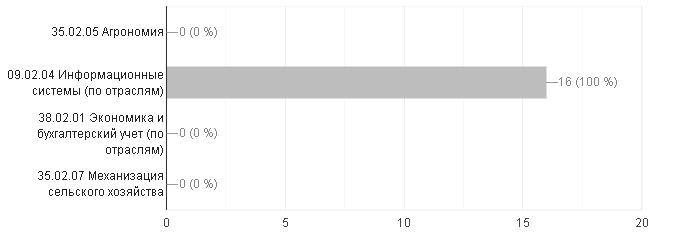 35.02.05 Агрономия
0 (0 %)
09.02.04 Информационные
системы (по отраслям)
16 (100 %)
38.02.01 Экономика и
бухгалтерский учет (по
отраслям)
0 (0 %)
35.02.07 Механизация
сельского хозяйства
0 (0 %)
0 5 10 15 20